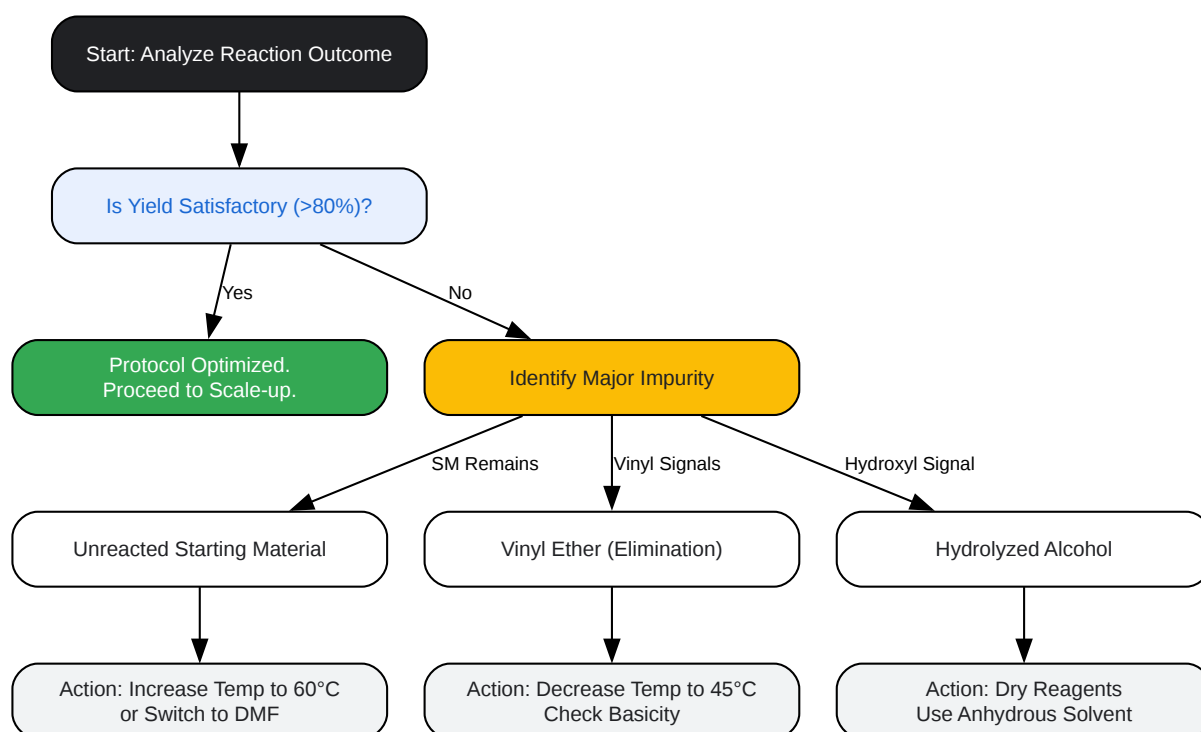 Start: Analyze Reaction Outcome
Is Yield Satisfactory (>80%)?
Yes
No
Protocol Optimized.
Proceed to Scale-up.
Identify Major Impurity
SM Remains
Vinyl Signals
Hydroxyl Signal
Unreacted Starting Material
Vinyl Ether (Elimination)
Hydrolyzed Alcohol
Action: Increase Temp to 60°C
or Switch to DMF
Action: Decrease Temp to 45°C
Check Basicity
Action: Dry Reagents
Use Anhydrous Solvent